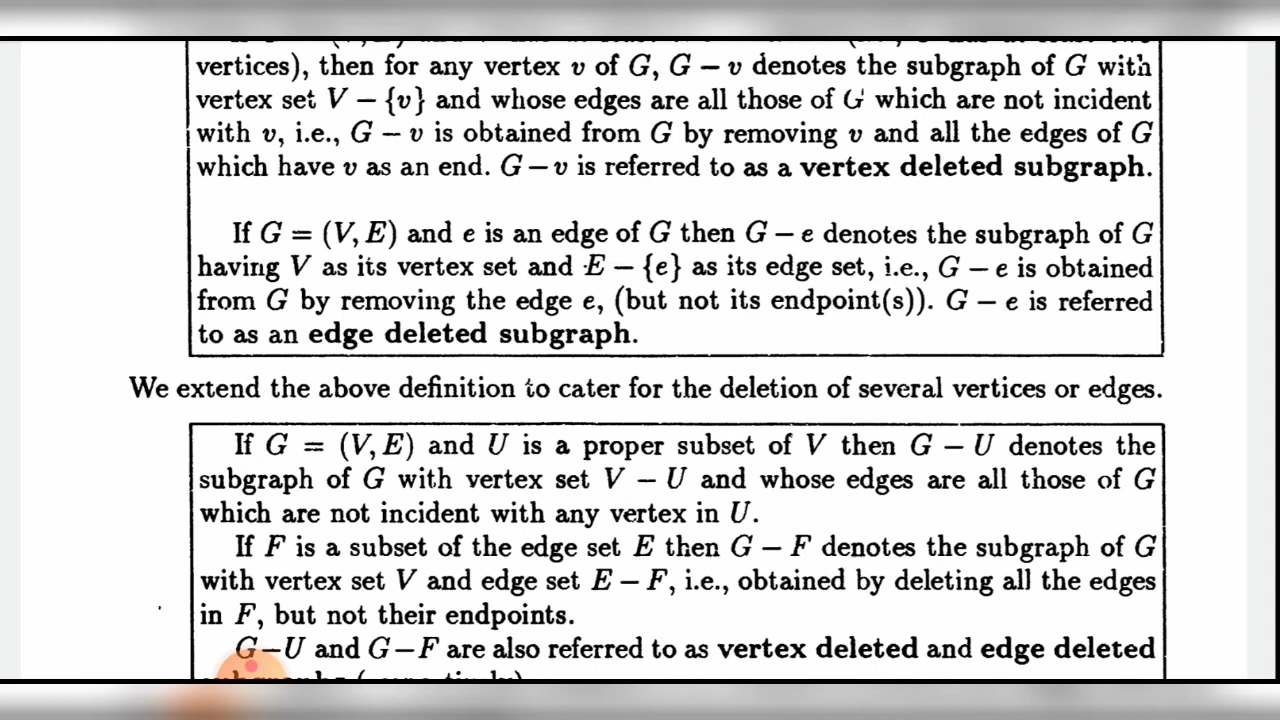 vertices), then for any vertex v of G, G − v denotes the subgraph of G with
vertex set V − {v} and whose edges are all those of G which are not incident
with v, i.e., G − v is obtained from G by removing v and all the edges of G
which have v as an end. G − v is referred to as a vertex deleted subgraph.
If G = (V, E) and e is an edge of G then G − e denotes the subgraph of G
having V as its vertex set and E − {e} as its edge set, i.e., G − e is obtained
from G by removing the edge e, (but not its endpoint(s)). G − e is referred
to as an edge deleted subgraph.
We extend the above definition to cater for the deletion of several vertices or edges.
If G = (V, E) and U is a proper subset of V then G − U denotes the
subgraph of G with vertex set V − U and whose edges are all those of G
which are not incident with any vertex in U.
If F is a subset of the edge set E then G − F denotes the subgraph of G
with vertex set V and edge set E − F, i.e., obtained by deleting all the edges
in F, but not their endpoints.
G−U and G−F are also referred to as vertex deleted and edge deleted